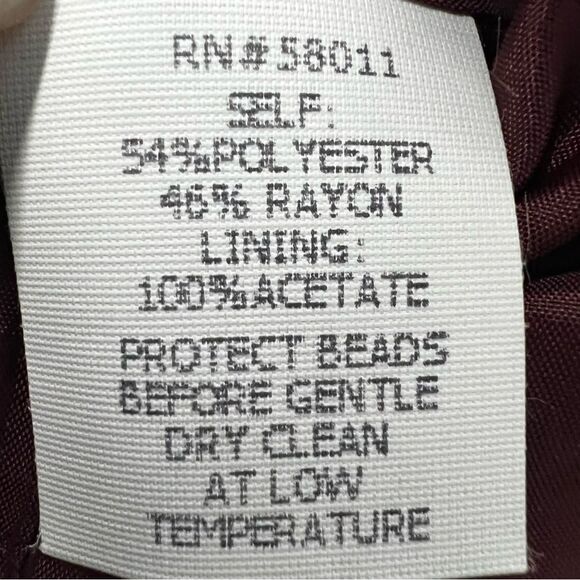 RN#58011
SELF:
54%POLYESTER
46% RAYON
LINING:
100%ACETATE
PROTECT BEADS
BEFORE GENTLE
DRY CLEAN
AT LOW
TEMPERATURE